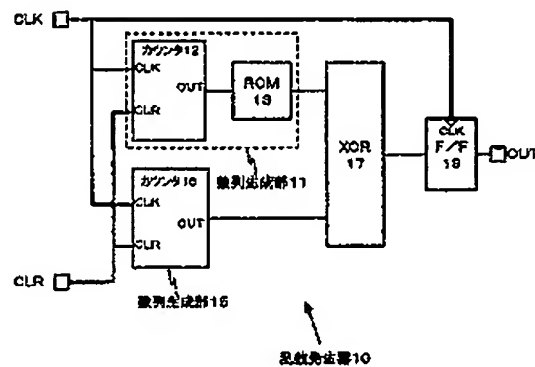 CLK
カウンタ12
CLK
OUT
CLR
ROM
13
数列生成部11
XOR
17
CLK
F/F
19
OUT
カウンタ16
CLK
OUT
CLR
CLR
数列生成部15
乱数発生器10